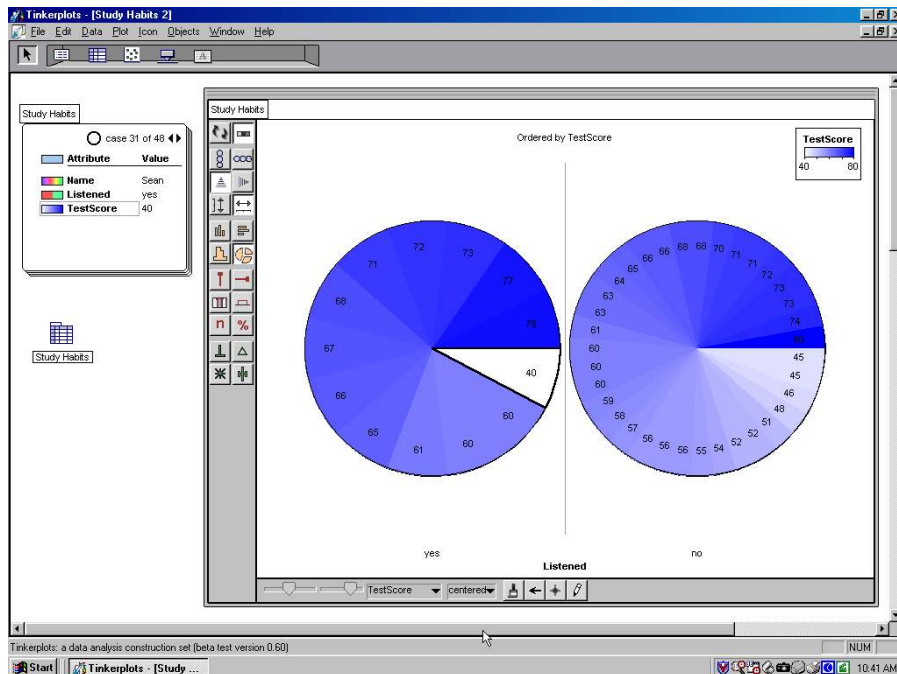 Tinkerplots - [Study Habits 2]
File Edit Data Plot Icon Objects Window Help
A
Study Habits
case 31 of 48
Attribute Value
Name Sean
Listened yes
TestScore 40
Study Habits
Study Habits
n %
Ordered by TestScore
TestScore
40 80
73
72
71
68
67
66
65
61
60
60
40
77
70
71
71
72
73
73
74
68
68
66
66
65
64
63
63
61
60
60
60
59
58
57
56
56
56
55
54
52
52
51
48
46
45
45
yes
no
Listened
TestScore centered
Tinkerplots: a data analysis construction set (beta test version 0.60)
NUM
Start Tinkerplots - [Study ...
10:41 AM